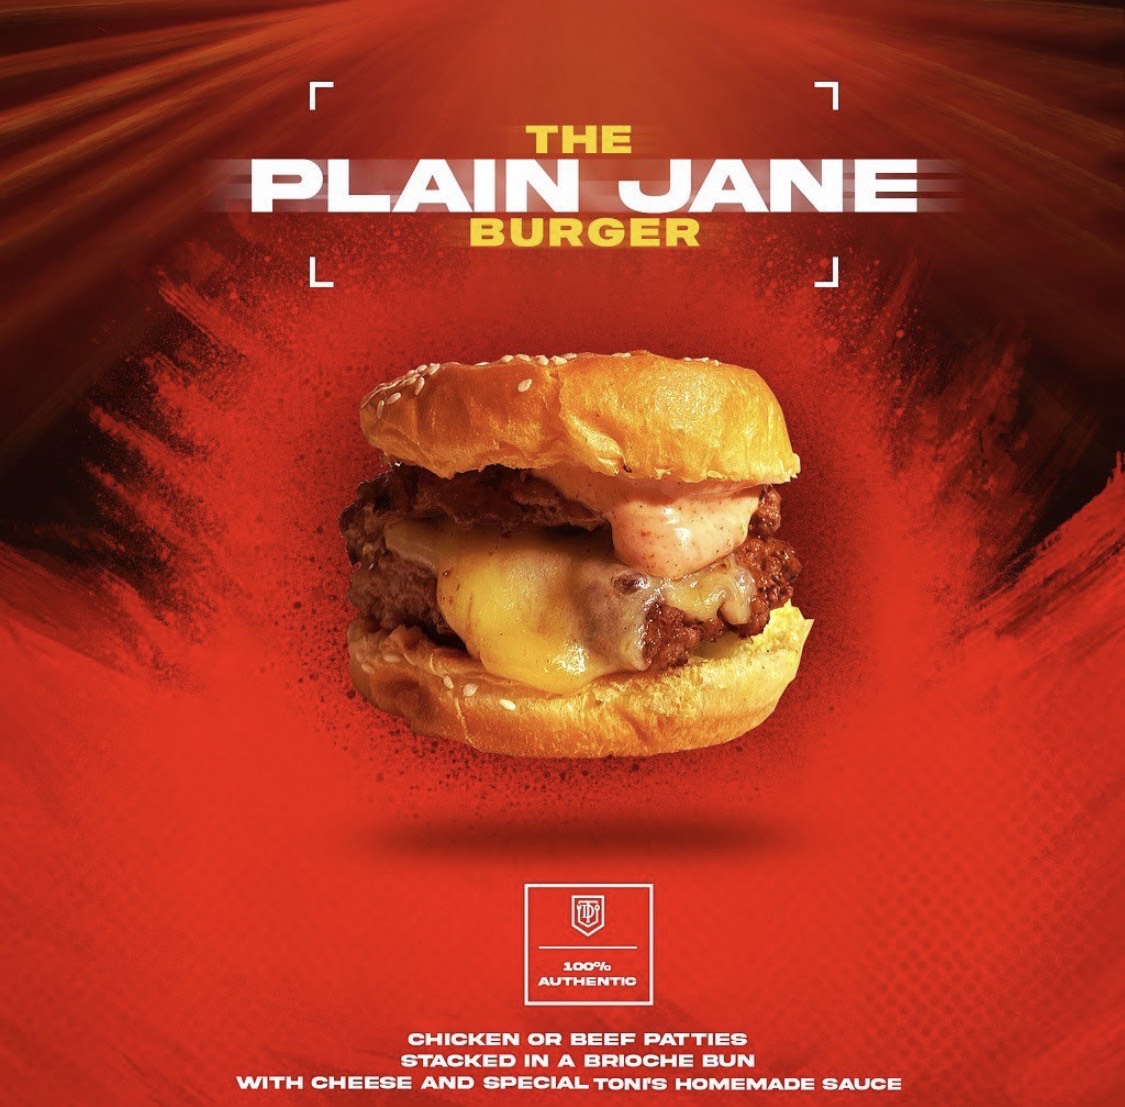 THE
PLAIN JANE
BURGER
100%
AUTHENTIC
CHICKEN OR BEEF PATTIES
STACKED IN A BRIOCHE BUN
WITH CHEESE AND SPECIAL TONI'S HOMEMADE SAUCE